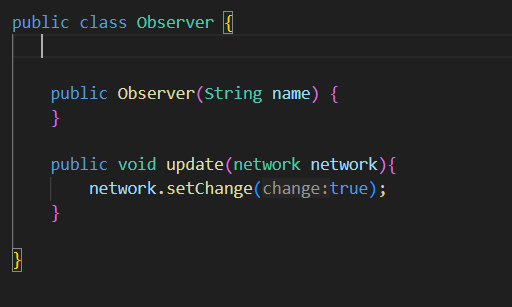 public class Observer {
public Observer(String name) {
}
public void update(network network){
network.setChange(change:true);
}
}